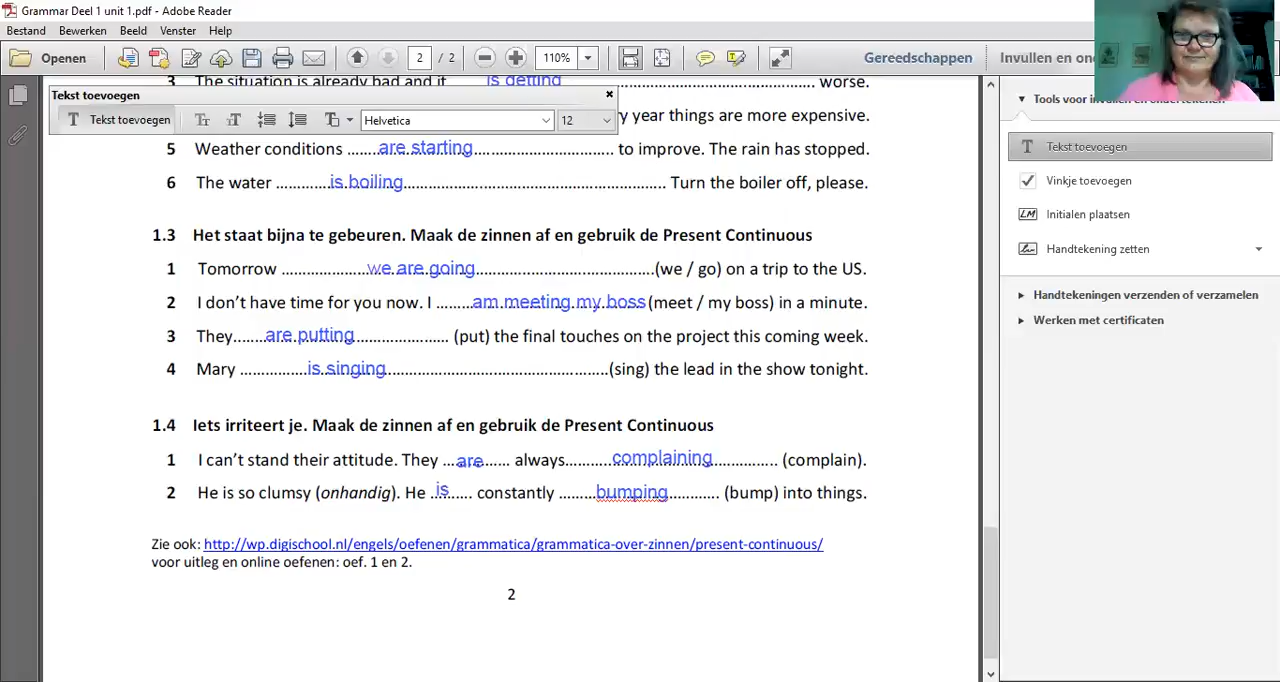 Grammar Deel 1 unit 1.pdf - Adobe Reader
Bestand Bewerken Beeld Venster Help
Openen 2 / 2 110% Gereedschappen Invullen en
3 The situation is already bad and it is getting worse.
Tekst toevoegen
Tekst toevoegen Helvetica 12
year things are more expensive.
5 Weather conditions ......are starting............................ to improve. The rain has stopped.
6 The water ............is boiling..................................................... Turn the boiler off, please.
1.3 Het staat bijna te gebeuren. Maak de zinnen af en gebruik de Present Continuous
1 Tomorrow ...................we are going....................................(we / go) on a trip to the US.
2 I don't have time for you now. I ........am meeting my boss (meet / my boss) in a minute.
3 They.......are putting................... (put) the final touches on the project this coming week.
4 Mary ..............is singing.............................................(sing) the lead in the show tonight.
1.4 Iets irriteert je. Maak de zinnen af en gebruik de Present Continuous
1 I can't stand their attitude. They ...are...... always..........complaining............. (complain).
2 He is so clumsy (onhandig). He ...is..... constantly ........bumping........... (bump) into things.
Zie ook: http://wp.digischool.nl/engels/oefenen/grammatica/grammatica-over-zinnen/present-continuous/
voor uitleg en online oefenen: oef. 1 en 2.
2
Tools voor invullen en ondertekenen
T Tekst toevoegen
Vinkje toevoegen
LM Initialen plaatsen
Handtekening zetten
Handtekeningen verzenden of verzamelen
Werken met certificaten